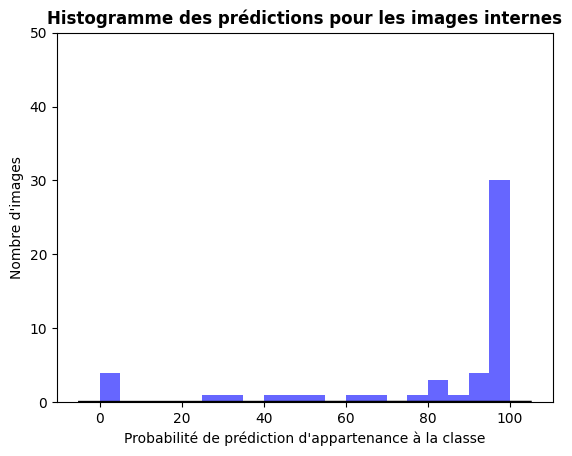 Histogramme des prédictions pour les images internes
50
40
30
20
10
0
Nombre d'images
0 20 40 60 80 100
Probabilité de prédiction d'appartenance à la classe